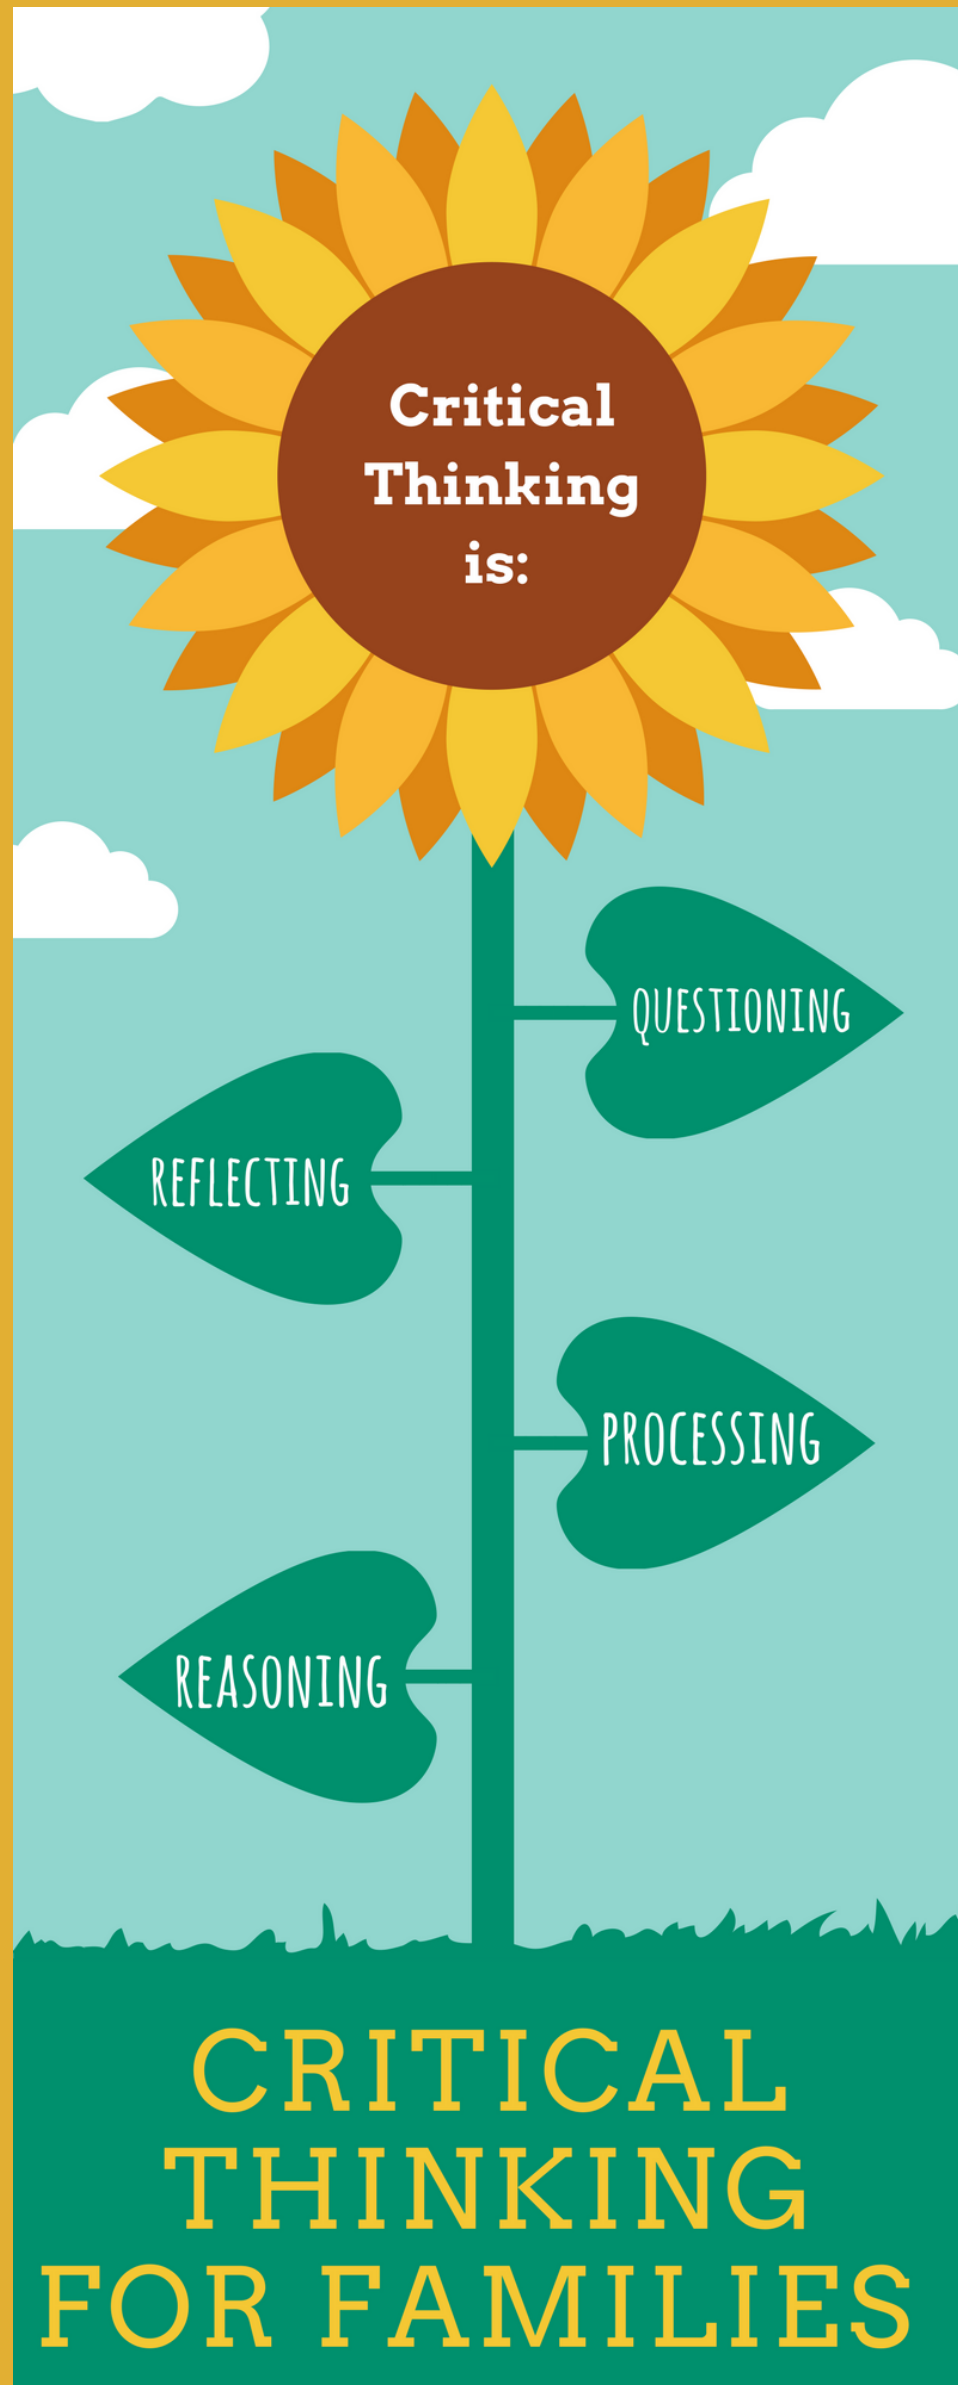 Critical
Thinking
is:
QUESTIONING
REFLECTING
PROCESSING
REASONING
CRITICAL
THINKING
FOR FAMILIES